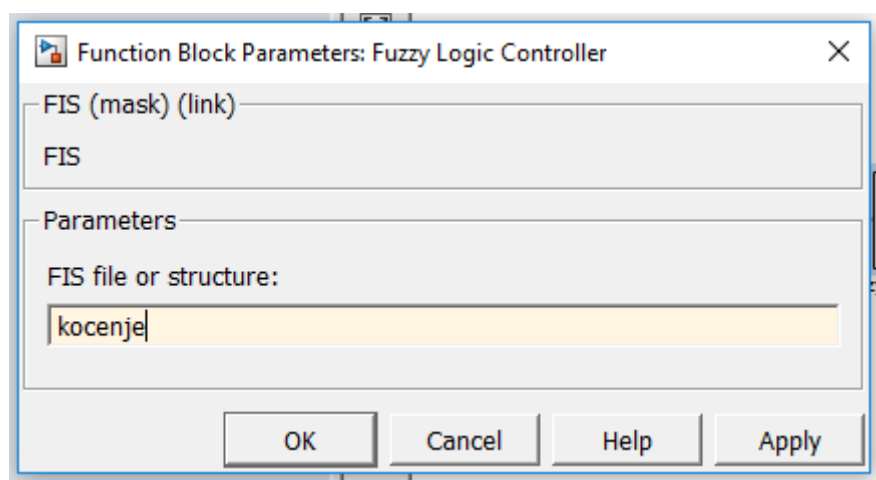 Function Block Parameters: Fuzzy Logic Controller
FIS (mask) (link)
FIS
Parameters
FIS file or structure:
kocenje
OK Cancel Help Apply